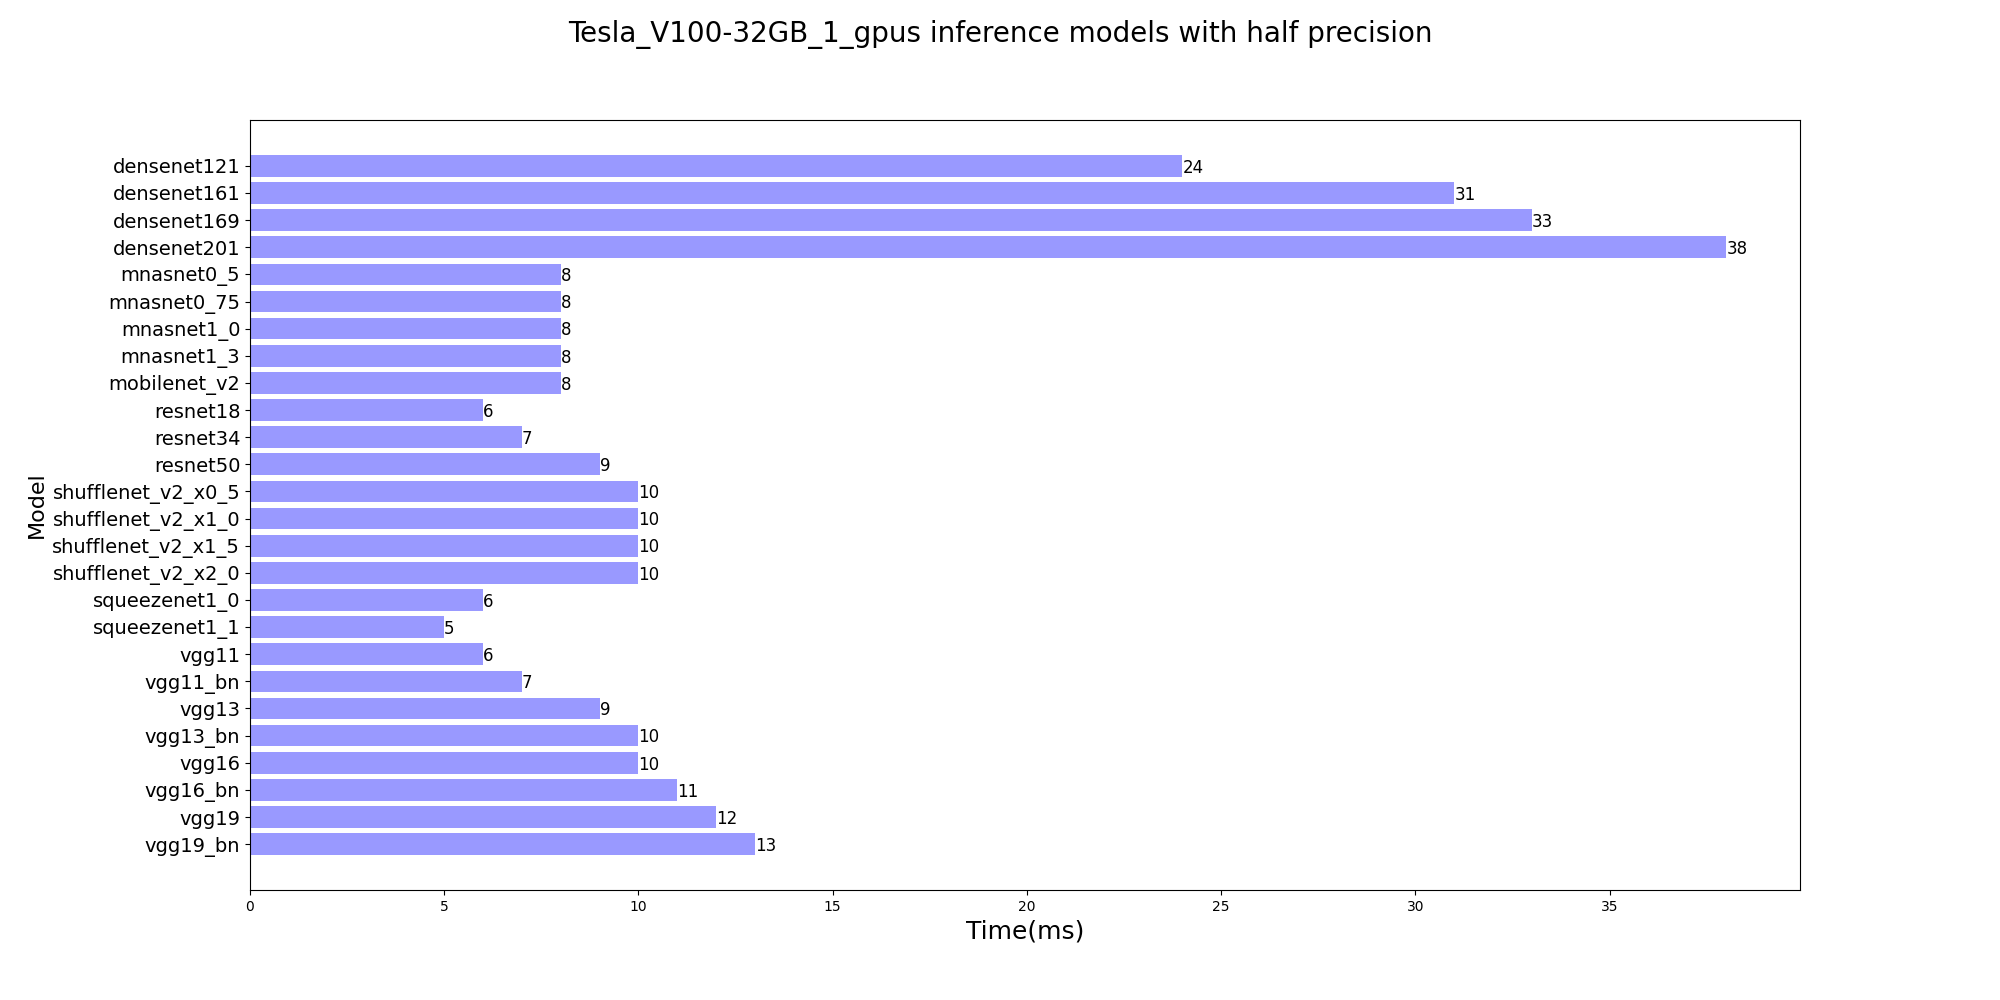 Tesla_V100-32GB_1_gpus inference models with half precision
Model
densenet121 24
densenet161 31
densenet169 33
densenet201 38
mnasnet0_5 8
mnasnet0_75 8
mnasnet1_0 8
mnasnet1_3 8
mobilenet_v2 8
resnet18 6
resnet34 7
resnet50 9
shufflenet_v2_x0_5 10
shufflenet_v2_x1_0 10
shufflenet_v2_x1_5 10
shufflenet_v2_x2_0 10
squeezenet1_0 6
squeezenet1_1 5
vgg11 6
vgg11_bn 7
vgg13 9
vgg13_bn 10
vgg16 10
vgg16_bn 11
vgg19 12
vgg19_bn 13
0 5 10 15 20 25 30 35
Time(ms)